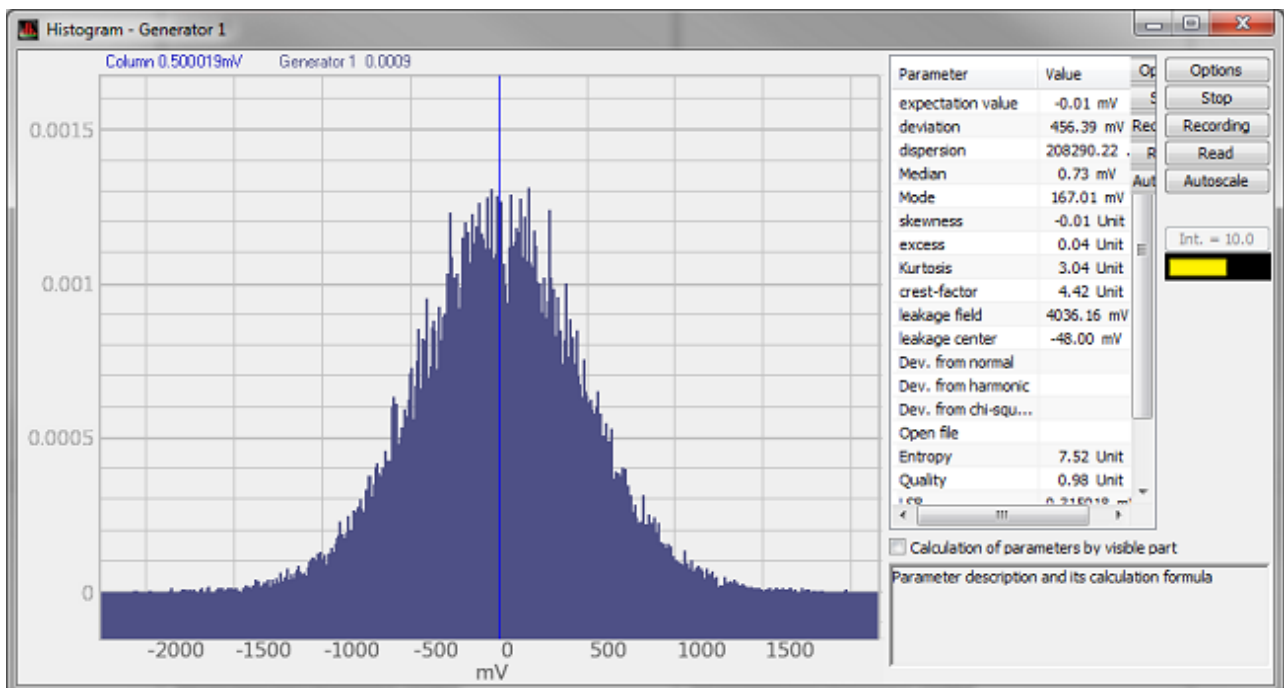 Histogram - Generator 1
Column 0.500019mV Generator 1 0.0009
0.0015
0.001
0.0005
0
-2000 -1500 -1000 -500 0 500 1000 1500
mV
Parameter Value
expectation value -0.01 mV
deviation 456.39 mV
dispersion 208290.22 .
Median 0.73 mV
Mode 167.01 mV
skewness -0.01 Unit
excess 0.04 Unit
Kurtosis 3.04 Unit
crest-factor 4.42 Unit
leakage field 4036.16 mV
leakage center -48.00 mV
Dev. from normal
Dev. from harmonic
Dev. from chi-squ...
Open file
Entropy 7.52 Unit
Quality 0.98 Unit
Op
S
Rec
R
Aut
Options
Stop
Recording
Read
Autoscale
Int. = 10.0
Calculation of parameters by visible part
Parameter description and its calculation formula